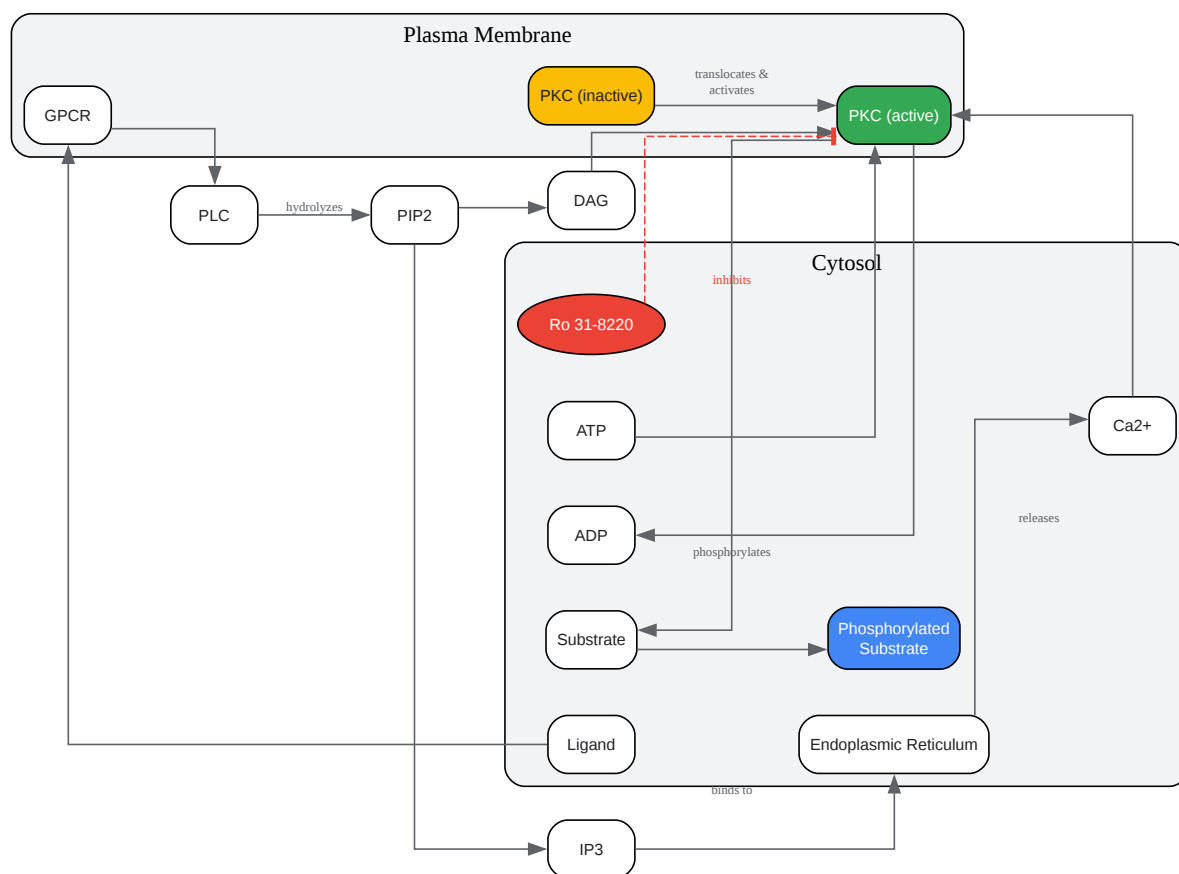 Plasma Membrane
translocates &
activates
PKC (inactive)
GPCR
PKC (active)
DAG
PLC
hydrolyzes
PIP2
Cytosol
inhibits
Ro 31-8220
ATP
Ca2+
releases
ADP
phosphorylates
Phosphorylated
Substrate
Substrate
Ligand
Endoplasmic Reticulum
binds to
IP3